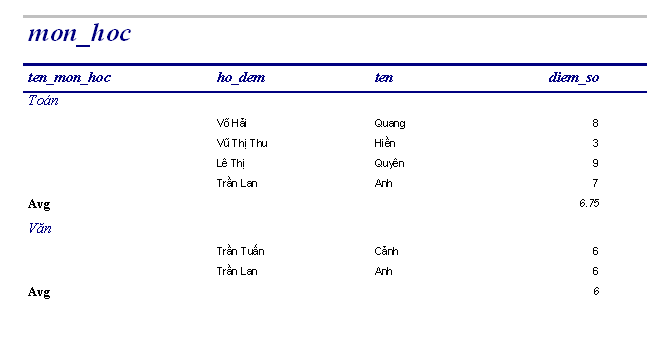 mon_hoc
ten_mon_hoc ho_dem ten diem_so
Toán
Võ Hải Quang 8
Vũ Thị Thu Hiền 3
Lê Thị Quyên 9
Trần Lan Anh 7
Avg 6.75
Văn
Trần Tuấn Cảnh 6
Trần Lan Anh 6
Avg 6